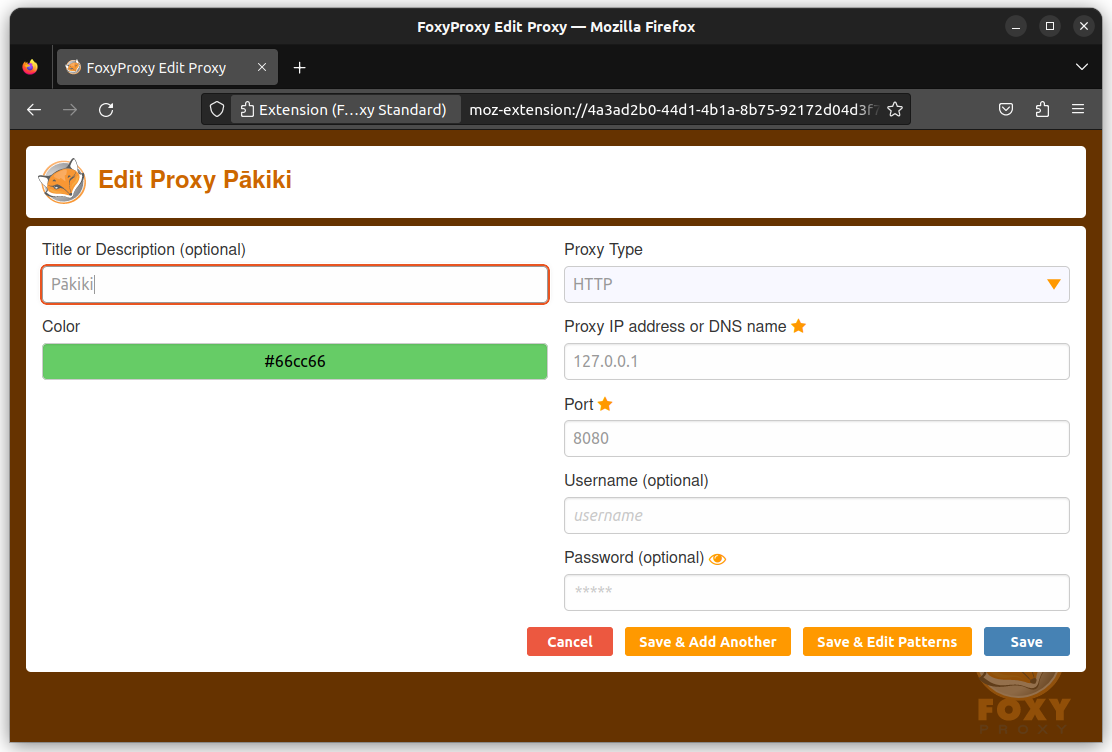 FoxyProxy Edit Proxy — Mozilla Firefox
FoxyProxy Edit Proxy
Extension (F…xy Standard)
moz-extension://4a3ad2b0-44d1-4b1a-8b75-92172d04d3f7
Edit Proxy Pākiki
Title or Description (optional)
Pākiki
Color
#66cc66
Proxy Type
HTTP
Proxy IP address or DNS name
127.0.0.1
Port
8080
Username (optional)
username
Password (optional)
*****
Cancel
Save & Add Another
Save & Edit Patterns
Save
FOXY
PROXY